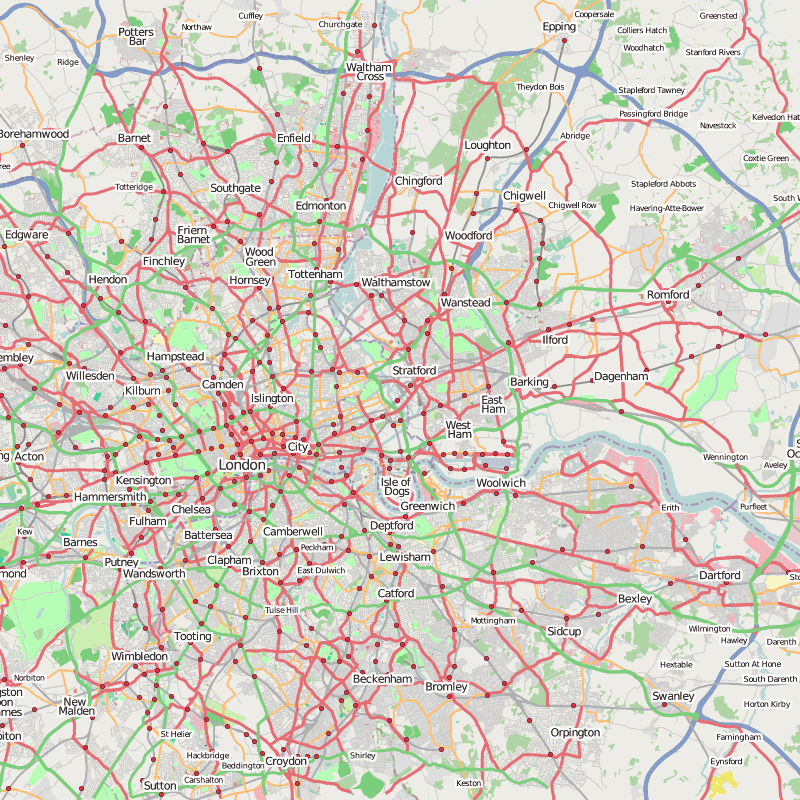 Cuffley
Coopersale
Greensted
Churchgate
Northaw
Epping
Colliers Hatch
Potters
Bar
Woodhatch
Stanford Rivers
Shenley
Ridge
Waltham
Cross
Theydon Bois
Stapleford Tawney
Passingford Bridge
Kelvedon Hat
Navestock
Borehamwood
Barnet
Enfield
Abridge
Loughton
Coxtie Green
Totteridge
Southgate
Chingford
Stapleford Abbots
Chigwell
South W
Edmonton
Chigwell Row
Havering-Atte-Bower
Edgware
Friern
Barnet
Woodford
Wood
Green
Finchley
Hendon
Hornsey
Tottenham
Walthamstow
Wanstead
Romford
Ilford
embley
Hampstead
Willesden
Camden
Stratford
Kilburn
Barking
Dagenham
Islington
East
Ham
West
Ham
City
Acton
London
Wennington
Aveley
Kensington
Isle of
Dogs
Woolwich
Hammersmith
Chelsea
Greenwich
Purfleet
Fulham
Deptford
Kew
Barnes
Battersea
Camberwell
Peckham
Lewisham
Putney
Clapham
Wandsworth
Brixton
East Dulwich
mond
Dartford
Catford
Bexley
Tulse Hill
Mottingham
Sidcup
Wilmington
Hawley
Darenth
Tooting
Wimbledon
Hextable
Sutton At Hone
Norbiton
Beckenham
Bromley
South Darenth
Swanley
New
Malden
Horton Kirby
St Helier
Orpington
Farningham
Hackbridge
Shirley
Beddington
Croydon
Eynsford
Carshalton
Sutton
Keston